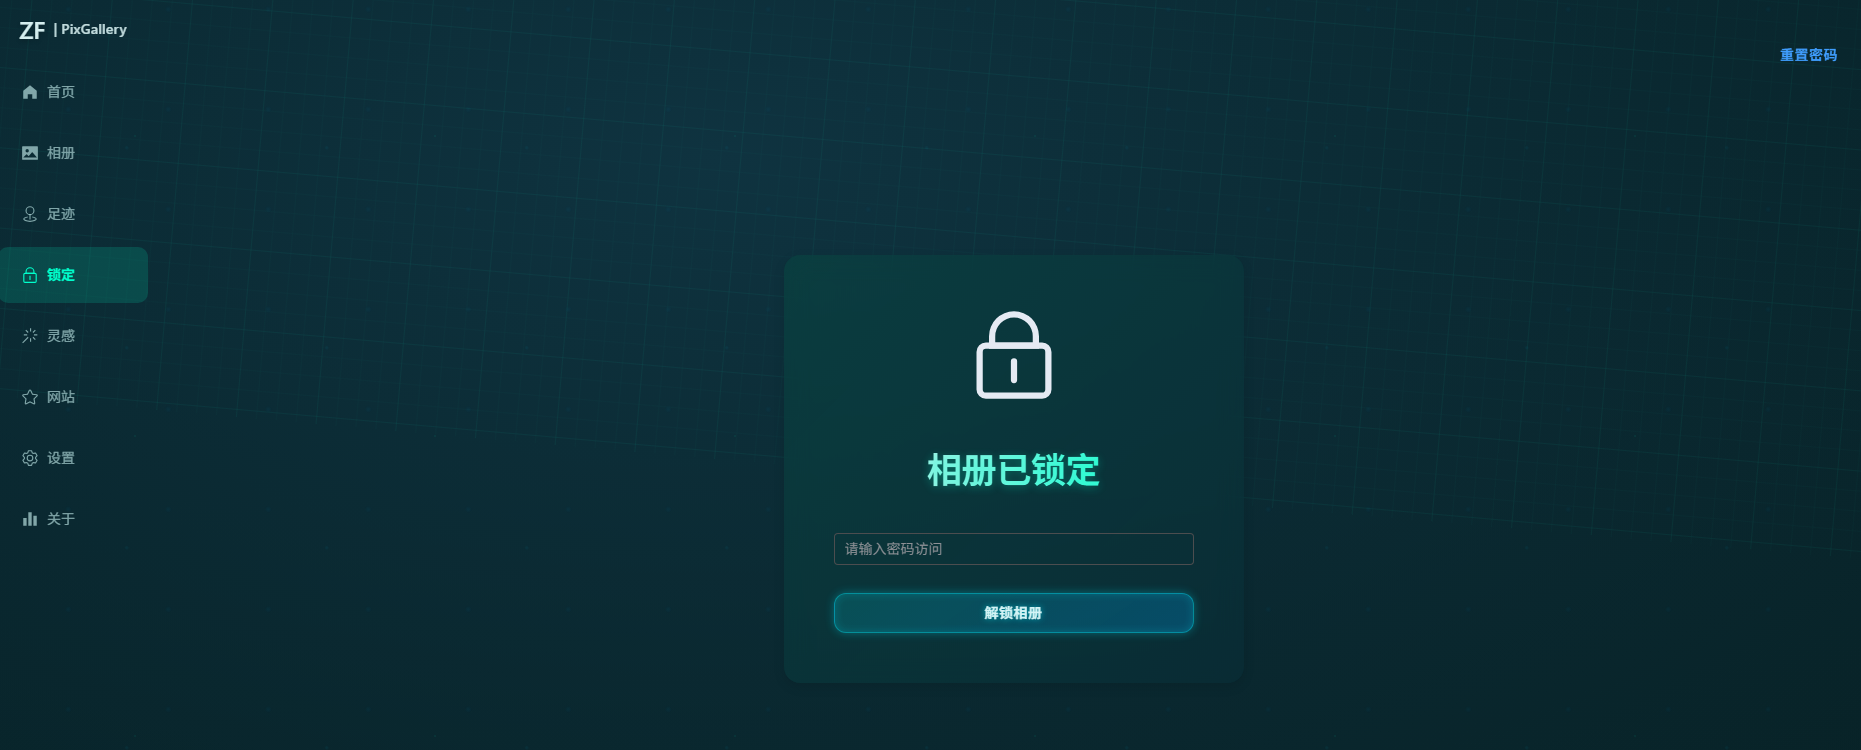 ZF | PixGallery
重置密码
首页
相册
足迹
锁定
灵感
网站
设置
关于
相册已锁定
请输入密码访问
解锁相册